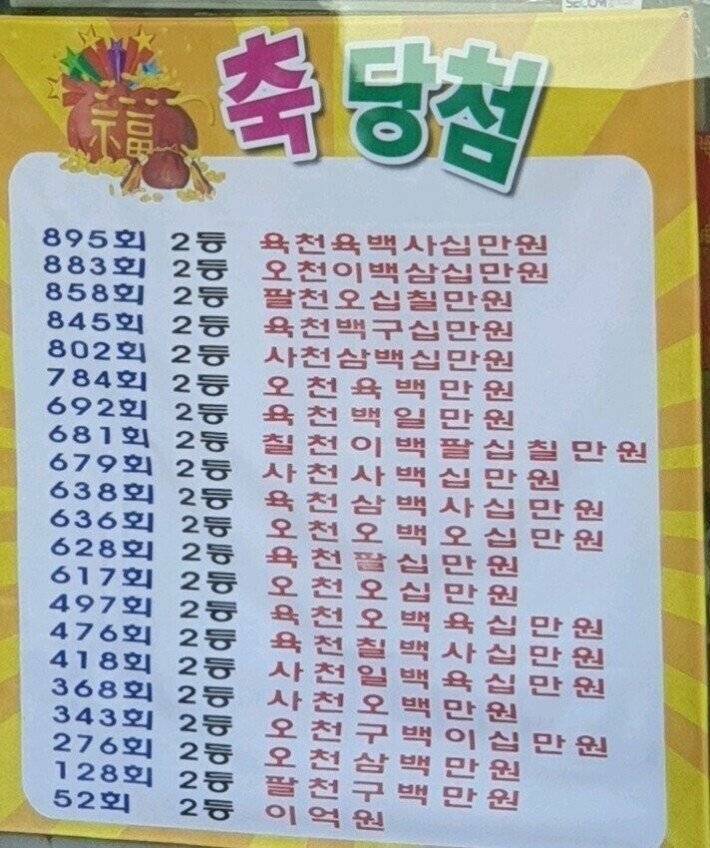 SECOM
축 당첨
福
895회 2등 육천육백사십만원
883회 2등 오천이백삼십만원
858회 2등 팔천오십칠만원
845회 2등 육천백구십만원
802회 2등 사천삼백십만원
784회 2등 오천육백만원
692회 2등 육천백일만원
681회 2등 칠천이백팔십칠만원
679회 2등 사천사백십만원
638회 2등 육천삼백사십만원
636회 2등 오천오백오십만원
628회 2등 육천팔십만원
617회 2등 오천오십만원
497회 2등 육천오백육십만원
476회 2등 육천칠백사십만원
418회 2등 사천일백육십만원
368회 2등 사천오백만원
343회 2등 오천구백이십만원
276회 2등 오천삼백만원
128회 2등 팔천구백만원
52회 2등 이억원